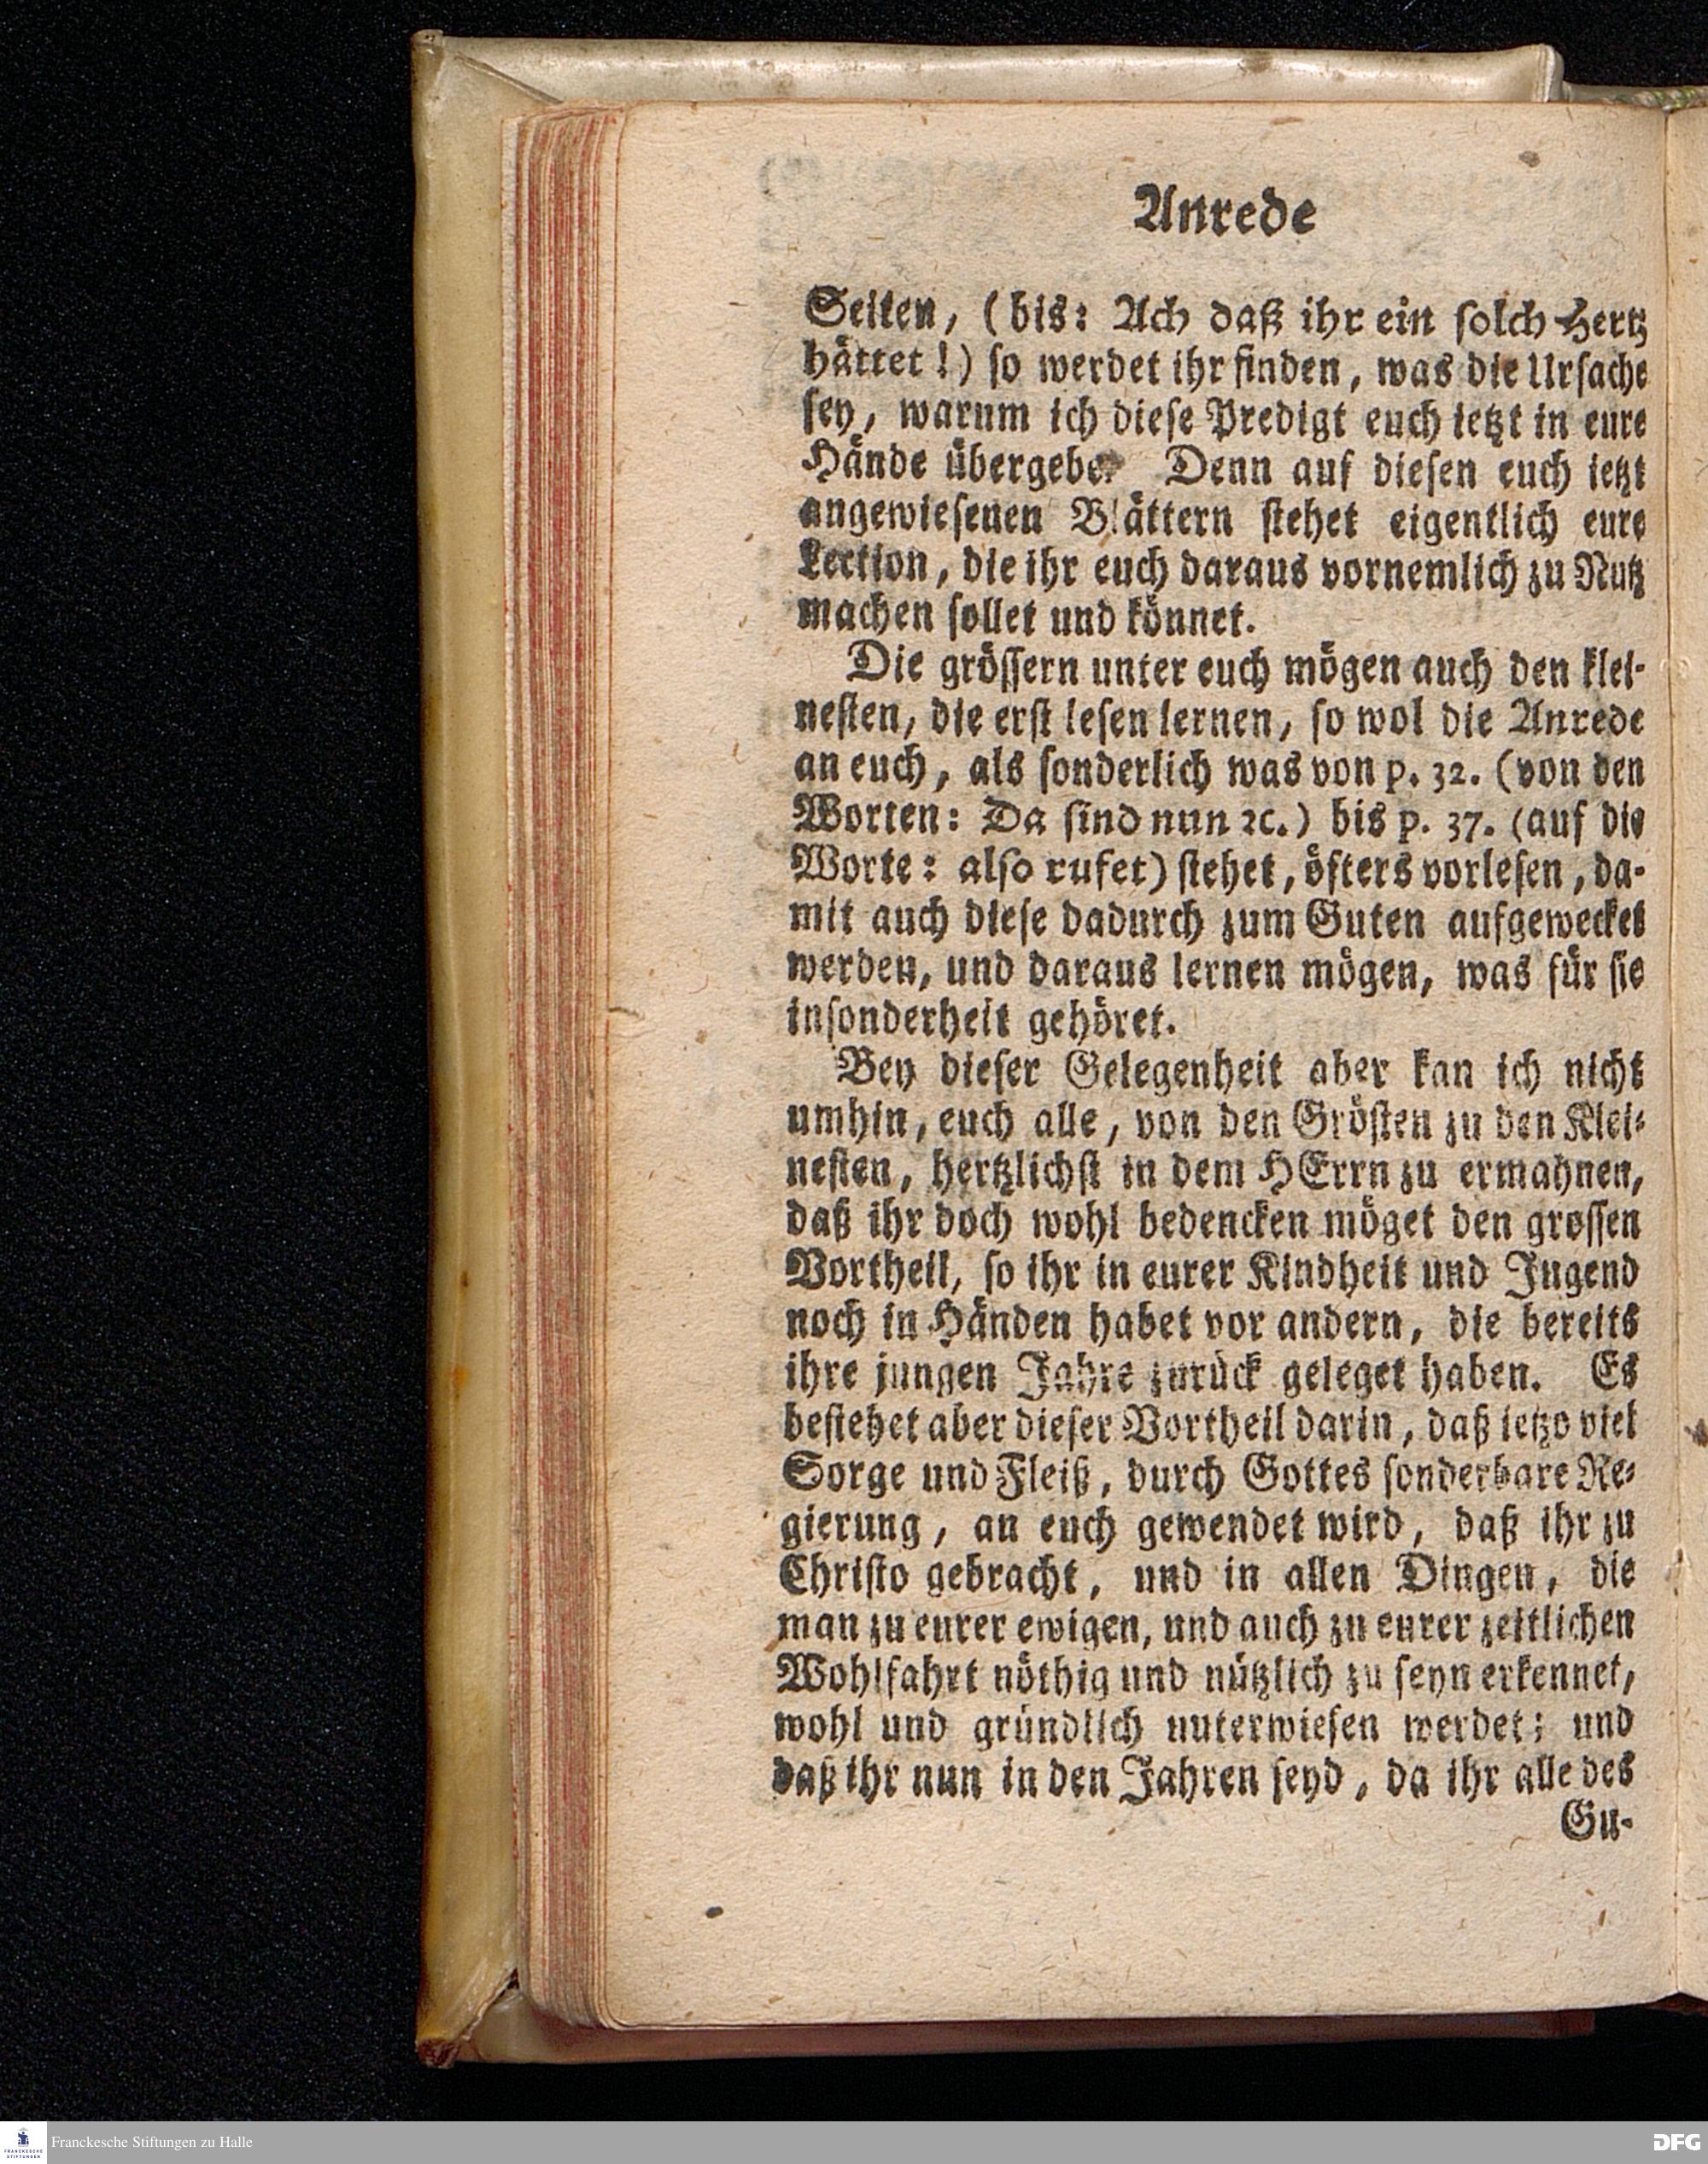 Anrede
Seiten, (bis: Ach daß ihr ein solch Hertz
hättet!) so werdet ihr finden, was die Ursache
sey, warum ich diese Predigt euch ietzt in eure
Hände übergebe? Denn auf diesen euch ietzt
angewiesenen Blättern stehet eigentlich eure
Lection, die ihr euch daraus vornemlich zu Nutz
machen sollet und könnet.
Die grössern unter euch mögen auch den klei-
nesten, die erst lesen lernen, so wol die Anrede
an euch, als sonderlich was von p. 32. (von den
Worten: Da sind nun ꝛc.) bis p. 37. (auf die
Worte: also rufet) stehet, öfters vorlesen, da-
mit auch diese dadurch zum Guten aufgewecket
werden, und daraus lernen mögen, was für sie
insonderheit gehöret.
Bey dieser Gelegenheit aber kan ich nicht
umhin, euch alle, von den Grösten zu den Klei-
nesten, hertzlichst in dem HErrn zu ermahnen,
daß ihr doch wohl bedencken möget den grossen
Vortheil, so ihr in eurer Kindheit und Jugend
noch in Händen habet vor andern, die bereits
ihre jungen Jahre zurück geleget haben. Es
bestehet aber dieser Vortheil darin, daß ietzo viel
Sorge und Fleiß, durch Gottes sonderbare Re-
gierung, an euch gewendet wird, daß ihr zu
Christo gebracht, und in allen Dingen, die
man zu eurer ewigen, und auch zu eurer zeitlichen
Wohlfahrt nöthig und nützlich zu seyn erkennet,
wohl und gründlich unterwiesen werdet; und
daß ihr nun in den Jahren seyd, da ihr alle des
Gu-
FRANCKESCHE
STIFTUNGEN
Franckesche Stiftungen zu Halle
DFG